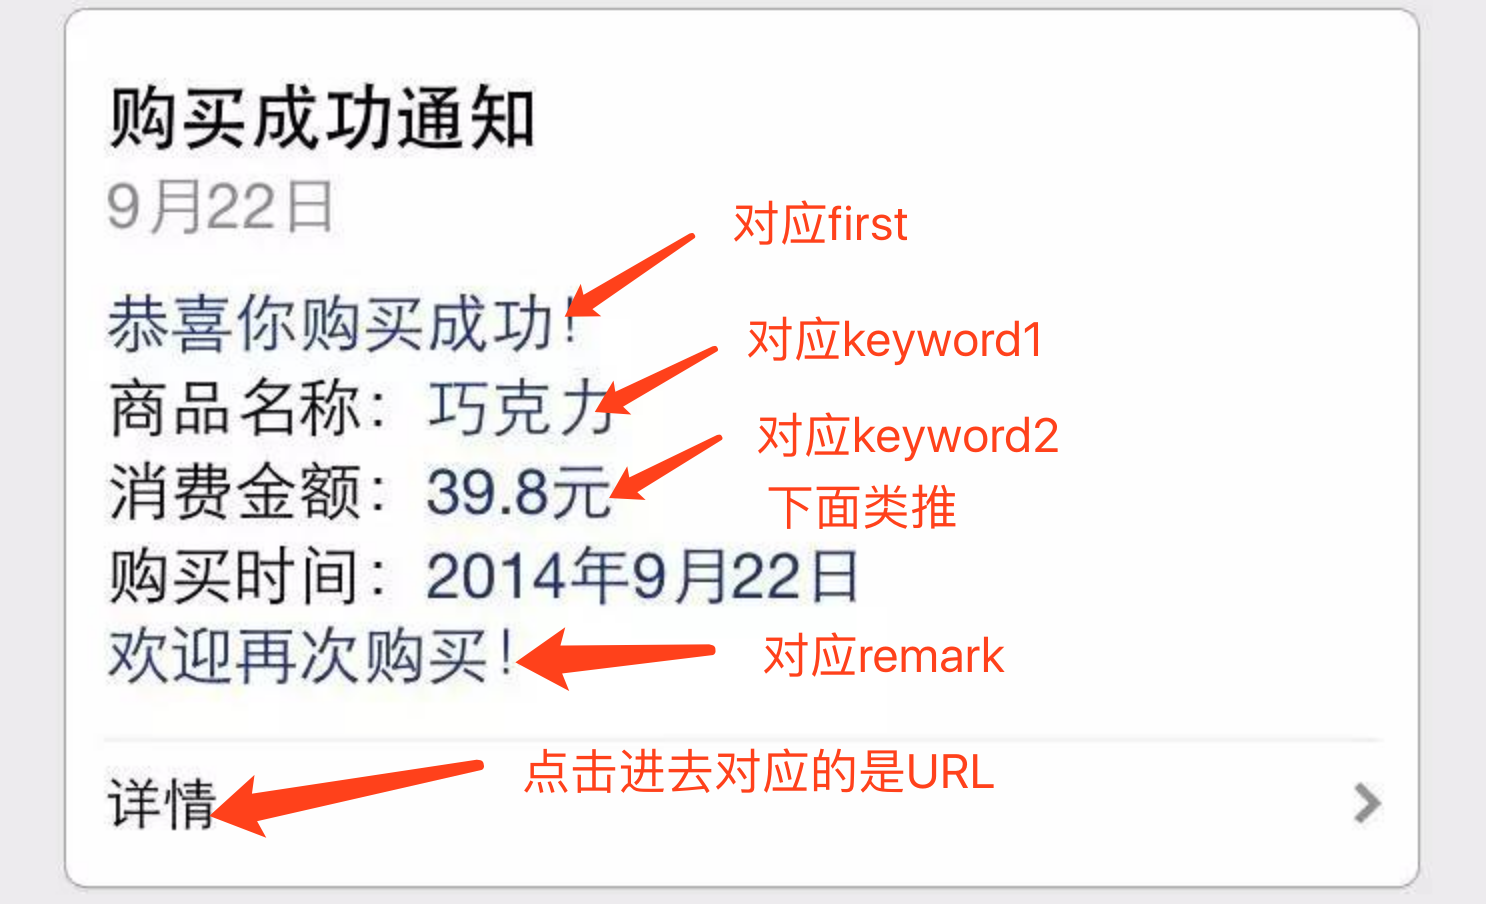 购买成功通知
9月22日
对应first
恭喜你购买成功!
对应keyword1
商品名称：巧克力
对应keyword2
消费金额：39.8元
下面类推
购买时间：2014年9月22日
欢迎再次购买!
对应remark
点击进去对应的是URL
详情